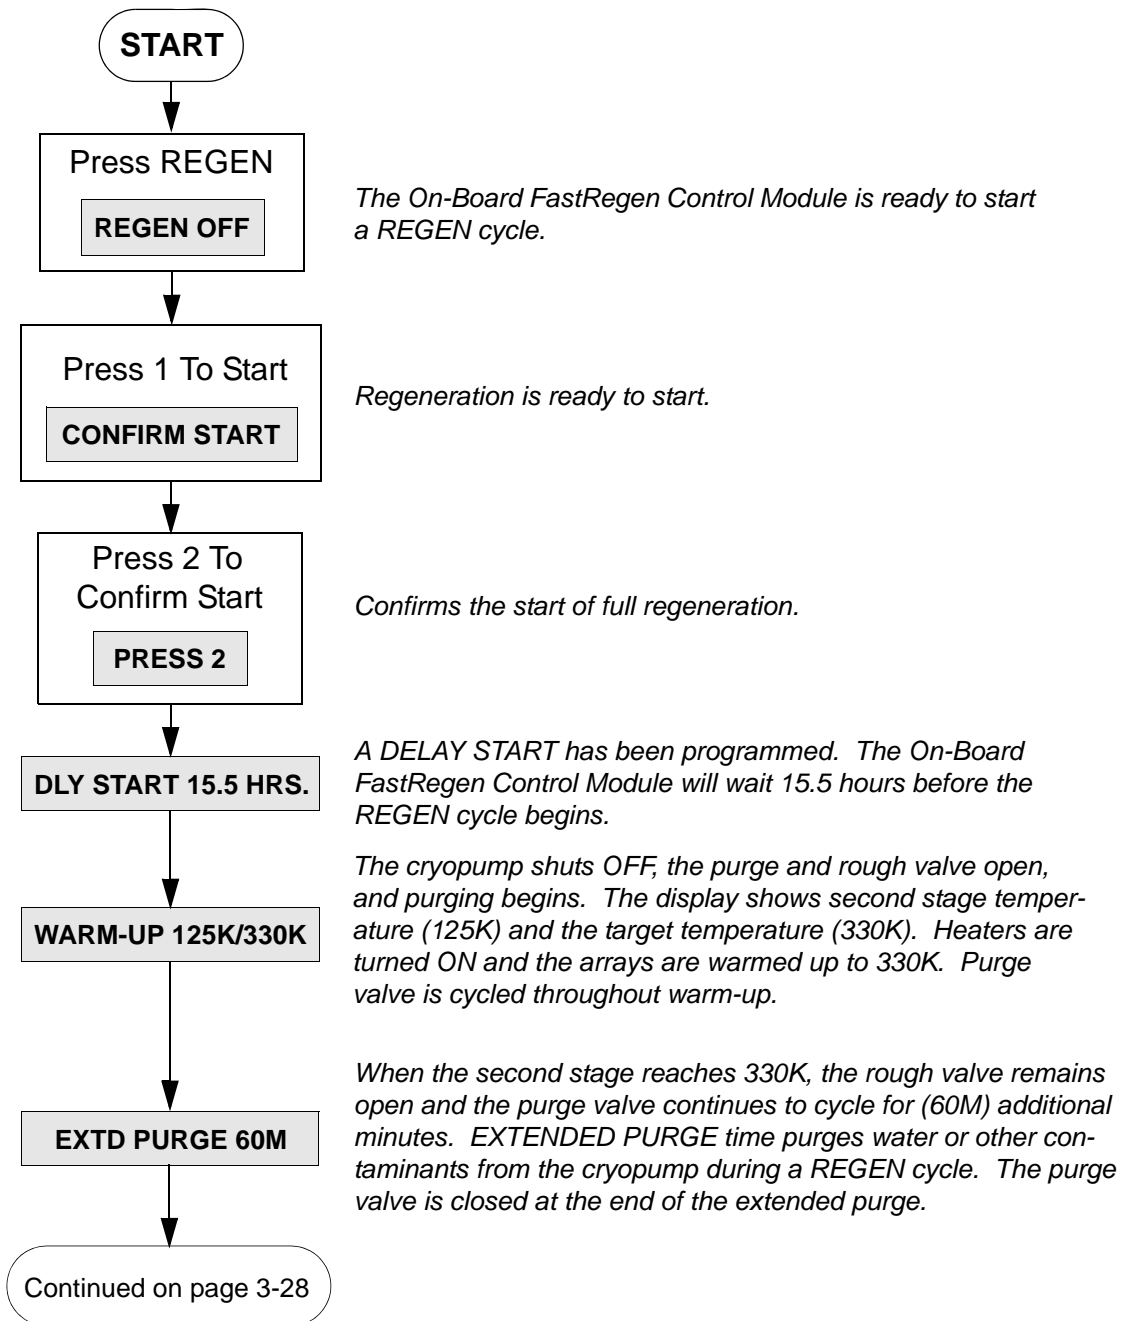 START
Press REGEN
REGEN OFF
The On-Board FastRegen Control Module is ready to start
a REGEN cycle.
Press 1 To Start
CONFIRM START
Regeneration is ready to start.
Press 2 To
Confirm Start
PRESS 2
Confirms the start of full regeneration.
DLY START 15.5 HRS.
A DELAY START has been programmed.  The On-Board
FastRegen Control Module will wait 15.5 hours before the
REGEN cycle begins.
WARM-UP 125K/330K
The cryopump shuts OFF, the purge and rough valve open,
and purging begins.  The display shows second stage temper-
ature (125K) and the target temperature (330K).  Heaters are
turned ON and the arrays are warmed up to 330K.  Purge
valve is cycled throughout warm-up.
EXTD PURGE 60M
When the second stage reaches 330K, the rough valve remains
open and the purge valve continues to cycle for (60M) additional
minutes.  EXTENDED PURGE time purges water or other con-
taminants from the cryopump during a REGEN cycle.  The purge
valve is closed at the end of the extended purge.
Continued on page 3-28